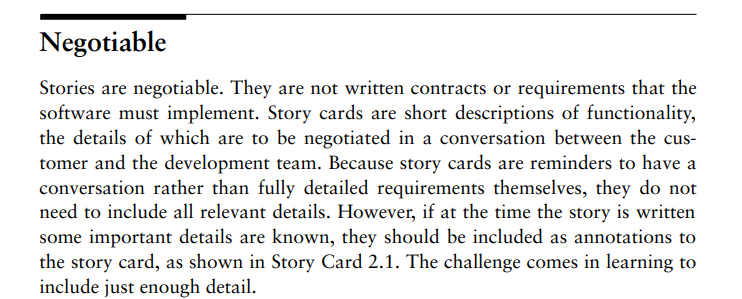 Negotiable
Stories are negotiable. They are not written contracts or requirements that the
software must implement. Story cards are short descriptions of functionality,
the details of which are to be negotiated in a conversation between the cus-
tomer and the development team. Because story cards are reminders to have a
conversation rather than fully detailed requirements themselves, they do not
need to include all relevant details. However, if at the time the story is written
some important details are known, they should be included as annotations to
the story card, as shown in Story Card 2.1. The challenge comes in learning to
include just enough detail.